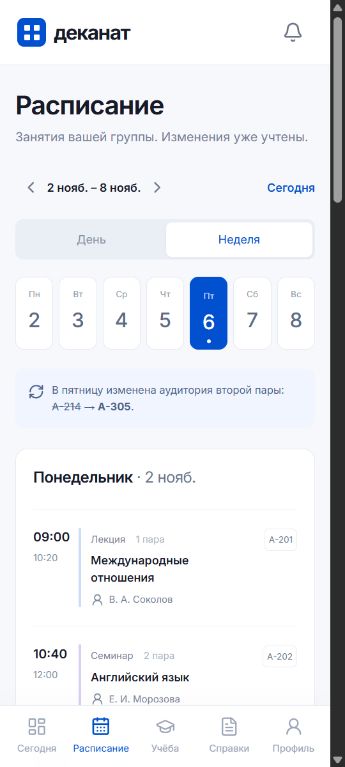 деканат
Расписание
Занятия вашей группы. Изменения уже учтены.
2 нояб. – 8 нояб.
Сегодня
День
Неделя
Пн Вт Ср Чт Пт Сб Вс
2 3 4 5 6 7 8
В пятницу изменена аудитория второй пары:
А-214 → А-305.
Понедельник · 2 нояб.
09:00 Лекция 1 пара А-201
10:20
Международные
отношения
В. А. Соколов
10:40 Семинар 2 пара А-202
12:00
Английский язык
Е. И. Морозова
Сегодня Расписание Учёба Справки Профиль